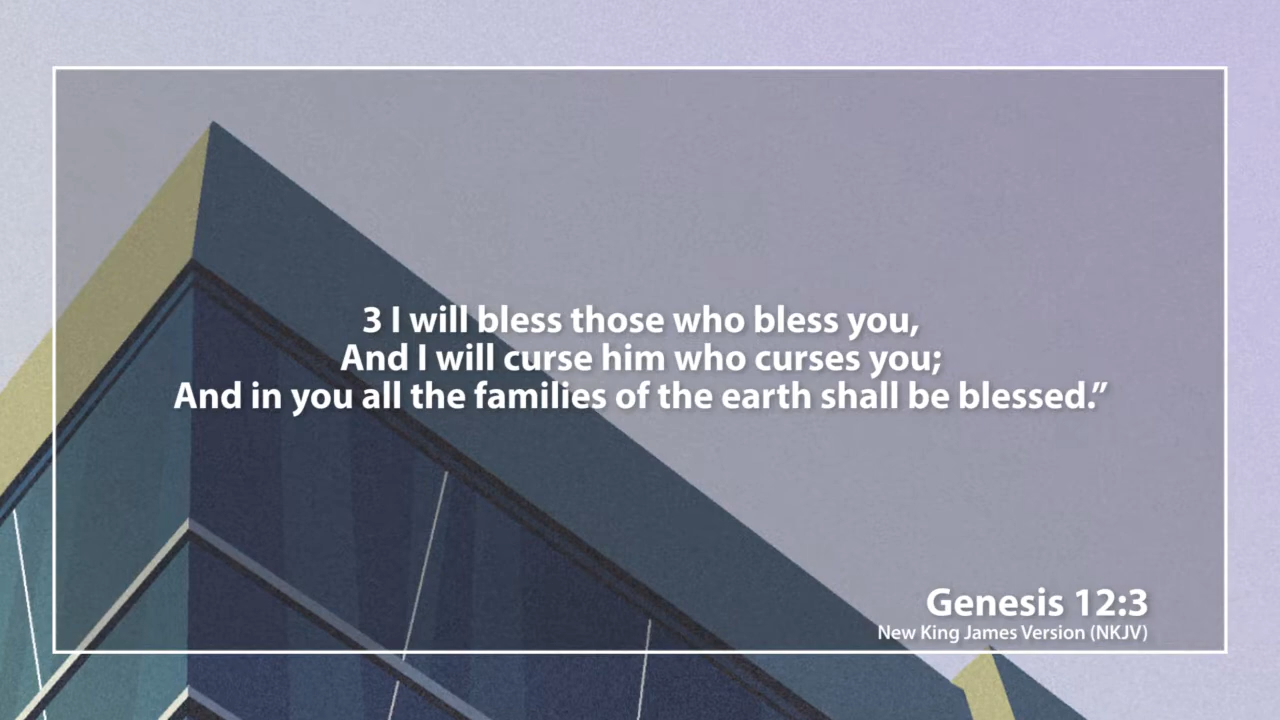 3 I will bless those who bless you,
And I will curse him who curses you;
And in you all the families of the earth shall be blessed.”
Genesis 12:3
New King James Version (NKJV)